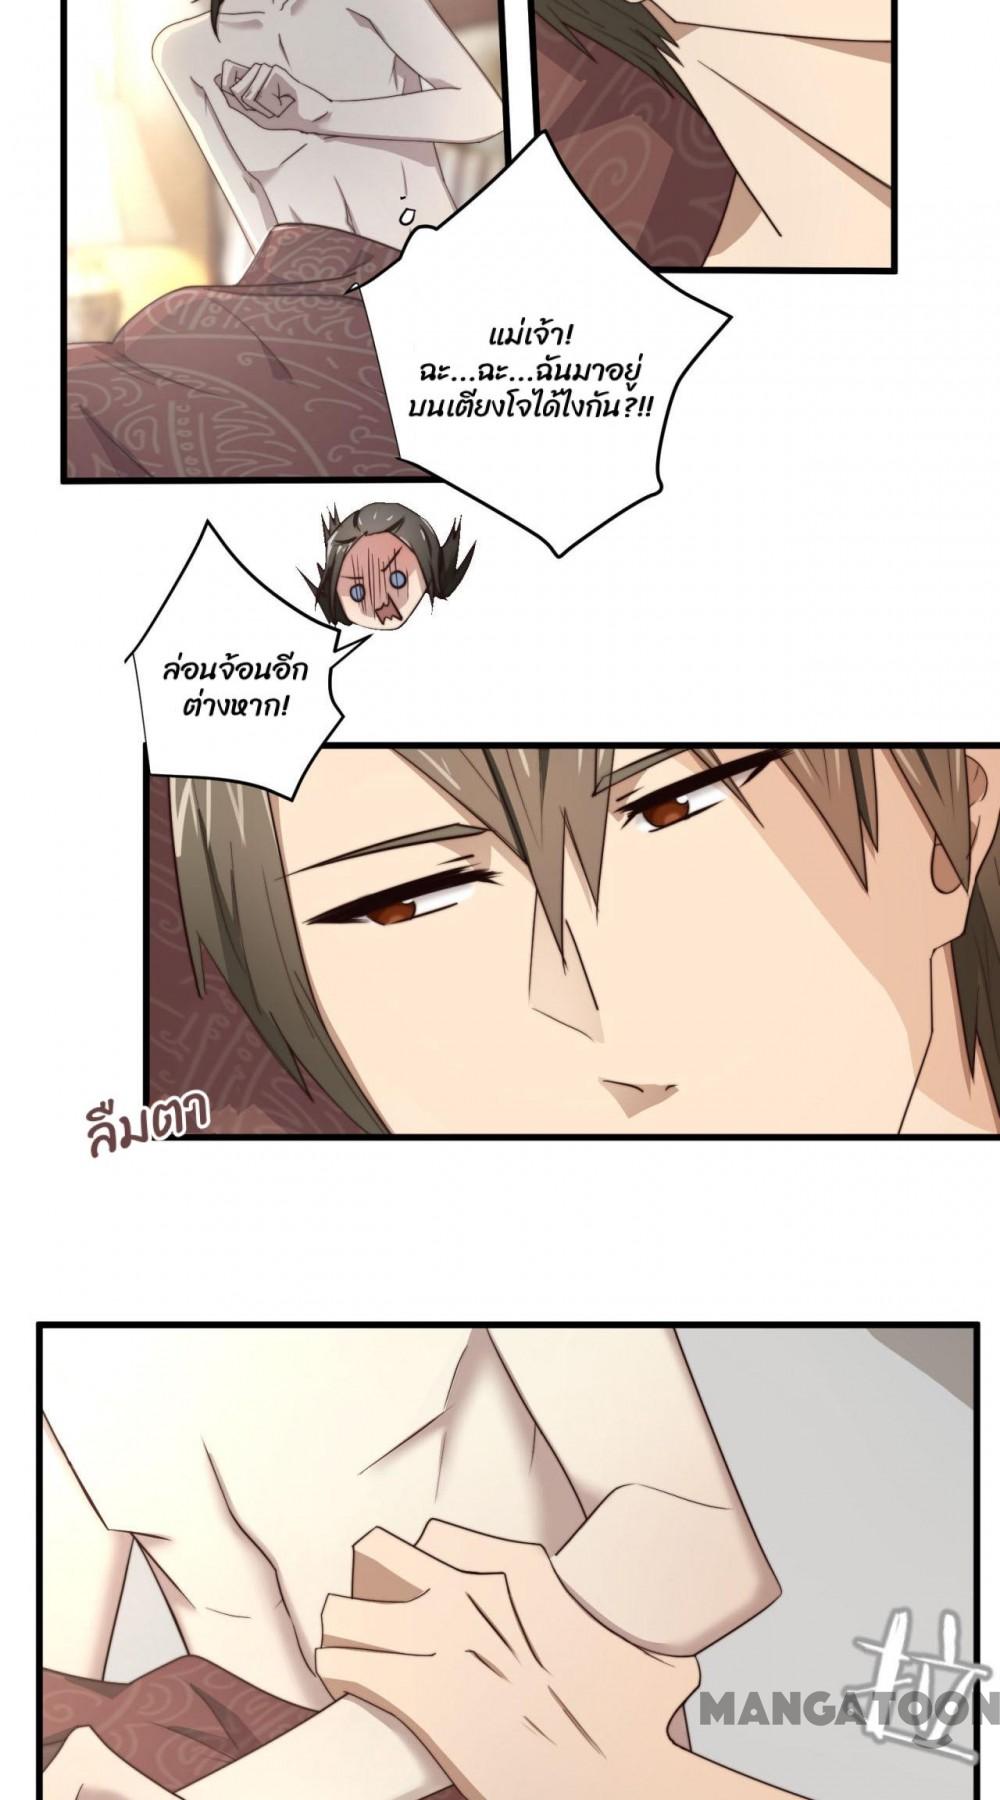 แม่เจ้า!
ฉะ...ฉะ...ฉันมาอยู่
บนเตียงโจได้ไงกัน?!!
ล่อนจ้อนอีก
ต่างหาก!
ลืมตา
拉
MANGATOON